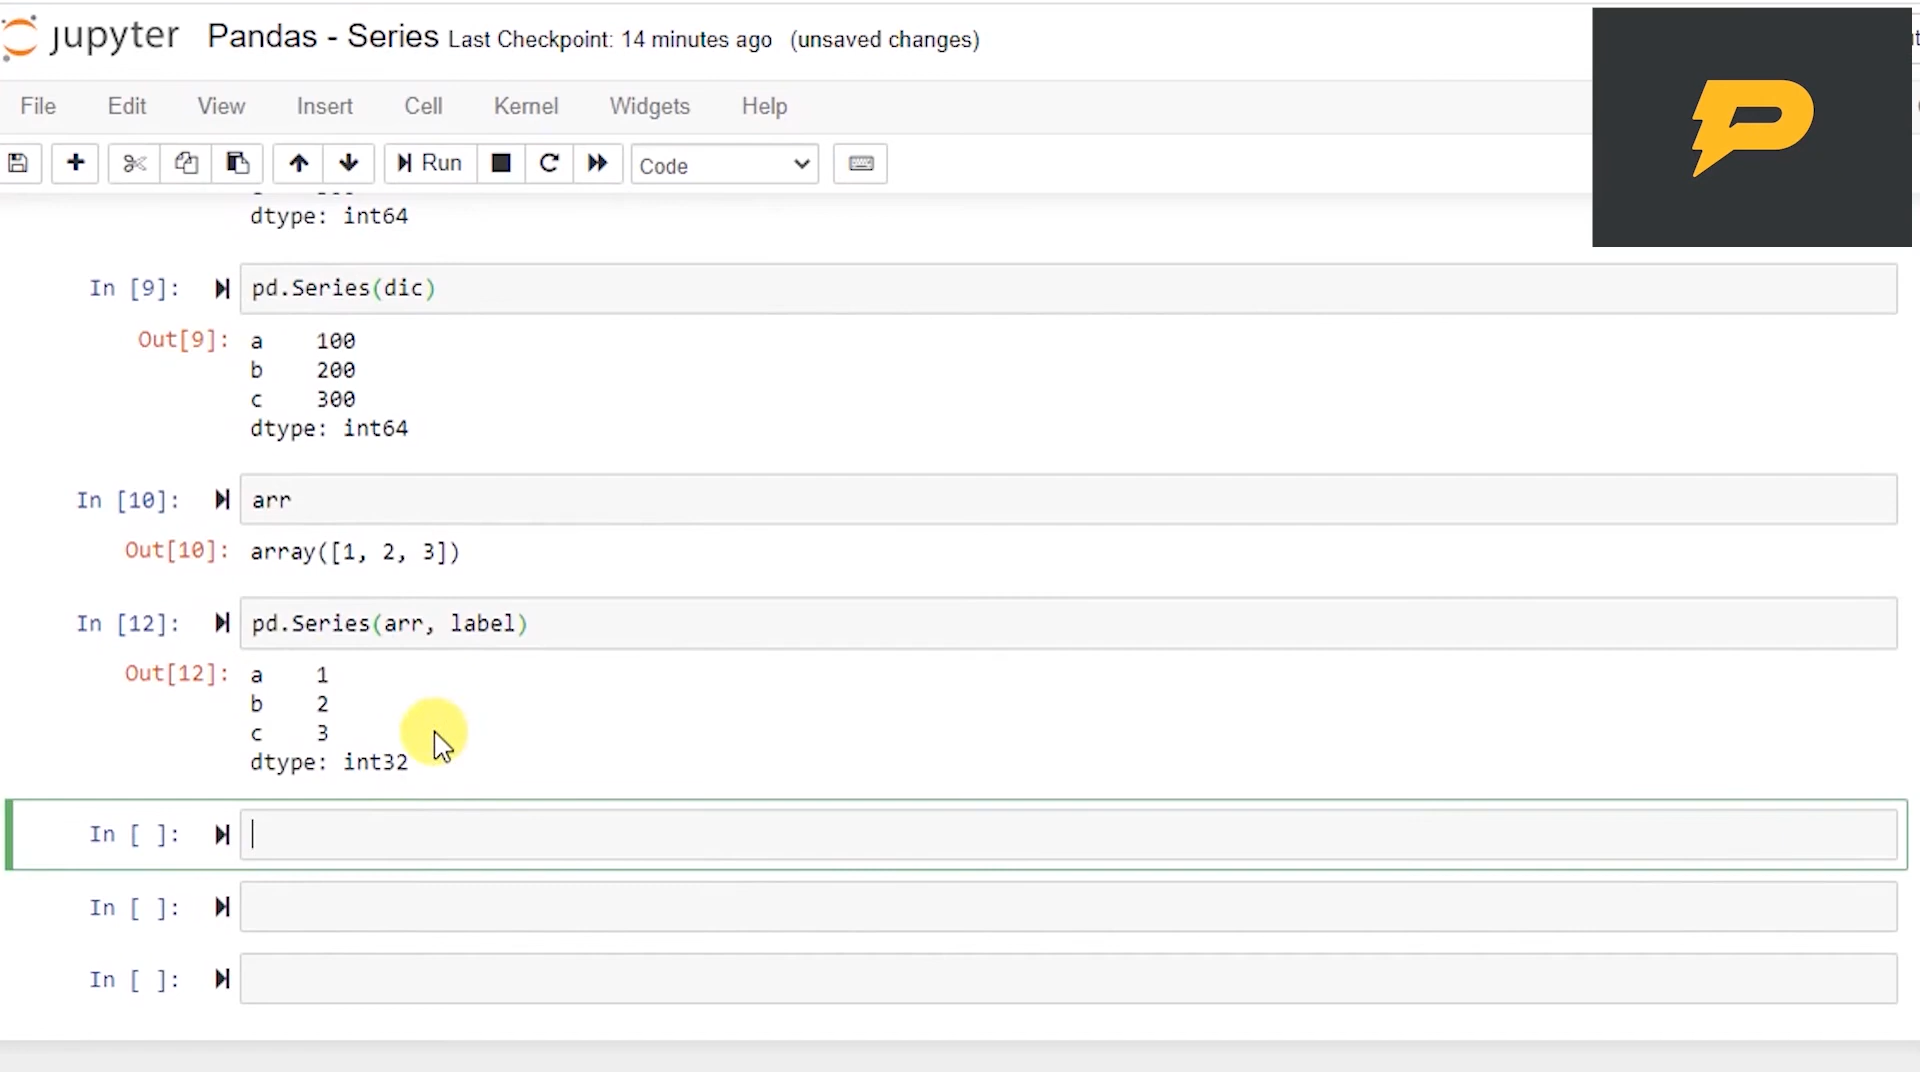 jupyter Pandas - Series Last Checkpoint: 14 minutes ago (unsaved changes)
File Edit View Insert Cell Kernel Widgets Help
Run Code
dtype: int64
In [9]: pd.Series(dic)
Out[9]: a 100
b 200
c 300
dtype: int64
In [10]: arr
Out[10]: array([1, 2, 3])
In [12]: pd.Series(arr, label)
Out[12]: a 1
b 2
c 3
dtype: int32
In [ ]:
In [ ]:
In [ ]: